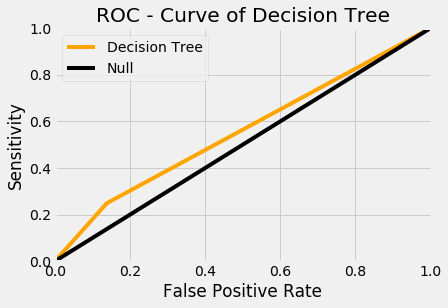 ROC - Curve of Decision Tree
1.0
Decision Tree
Null
0.8
0.6
0.4
0.2
0.0
Sensitivity
0.0 0.2 0.4 0.6 0.8 1.0
False Positive Rate